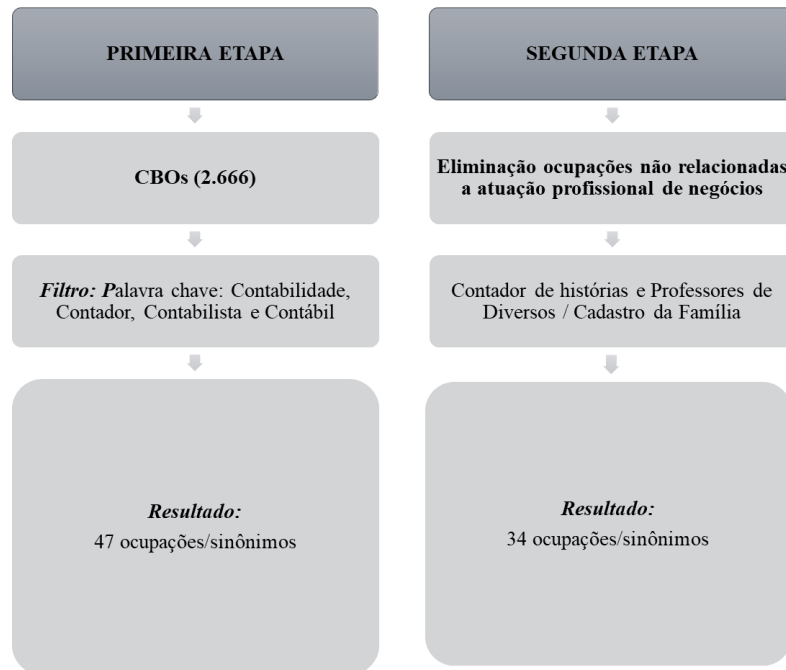 PRIMEIRA ETAPA
CBOs (2.666)
Filtro: Palavra chave: Contabilidade,
Contador, Contabilista e Contábil
Resultado:
47 ocupações/sinônimos
SEGUNDA ETAPA
Eliminação ocupações não relacionadas
a atuação profissional de negócios
Contador de histórias e Professores de
Diversos / Cadastro da Família
Resultado:
34 ocupações/sinônimos